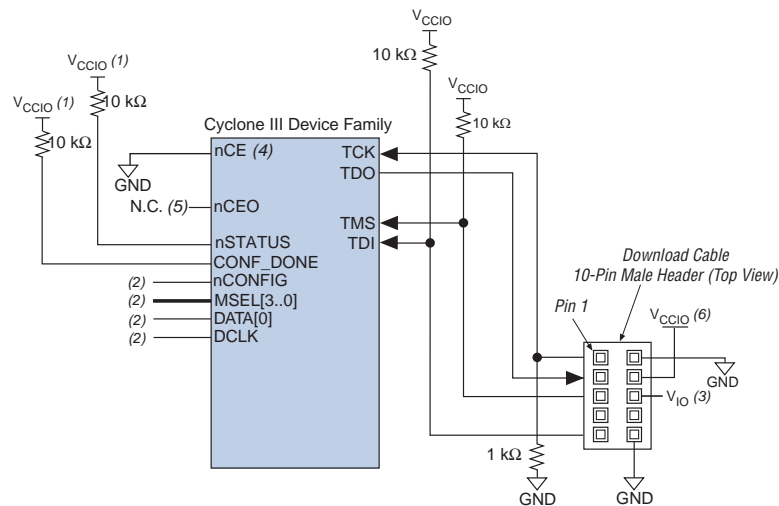 VCCIO
10 kΩ
VCCIO (1)
10 kΩ
VCCIO
10 kΩ
VCCIO (1)
10 kΩ
Cyclone III Device Family
nCE (4)
TCK
GND
TDO
N.C. (5)
nCEO
TMS
nSTATUS
TDI
CONF_DONE
(2) nCONFIG
(2) MSEL[3..0]
(2) DATA[0]
(2) DCLK
Download Cable
10-Pin Male Header (Top View)
Pin 1
VCCIO (6)
GND
VIO (3)
1 kΩ
GND
GND